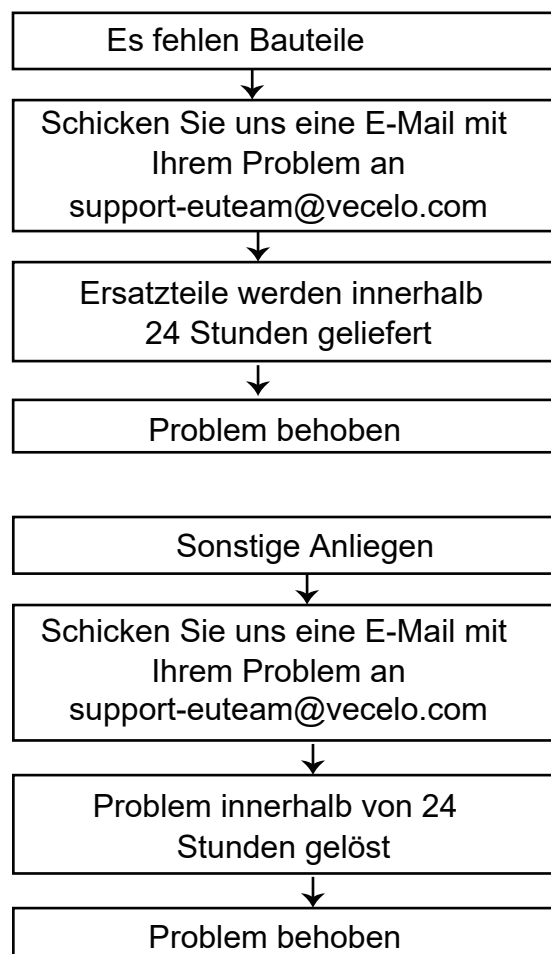 Es fehlen Bauteile
Schicken Sie uns eine E-Mail mit
Ihrem Problem an
support-euteam@vecelo.com
Ersatzteile werden innerhalb
24 Stunden geliefert
Problem behoben
Sonstige Anliegen
Schicken Sie uns eine E-Mail mit
Ihrem Problem an
support-euteam@vecelo.com
Problem innerhalb von 24
Stunden gelöst
Problem behoben